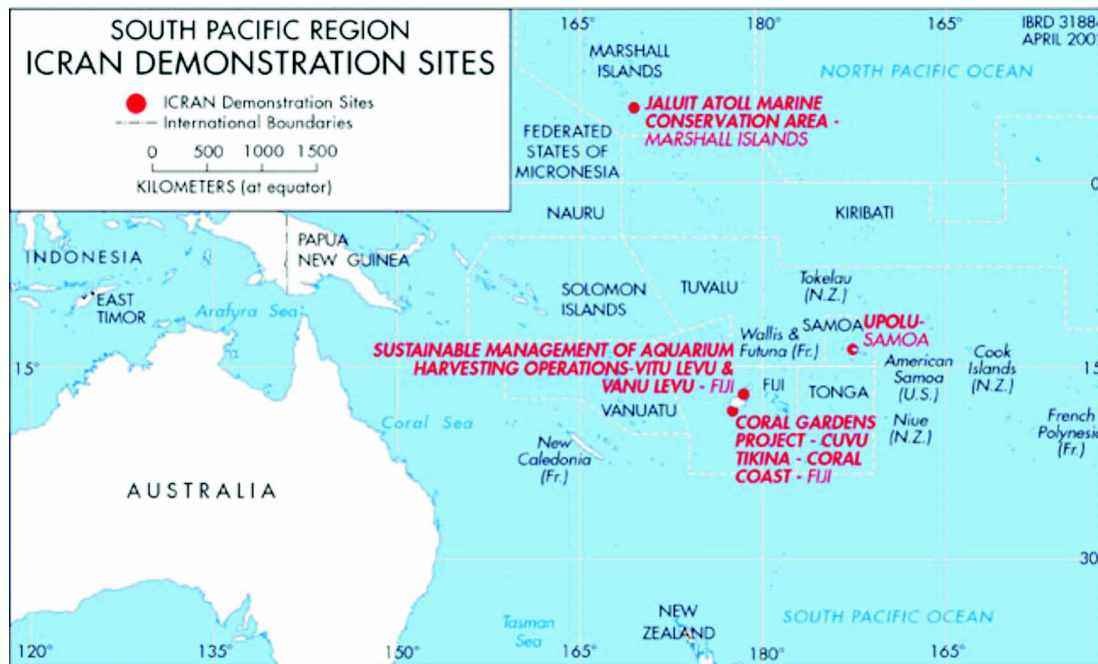 SOUTH PACIFIC REGION
ICRAN DEMONSTRATION SITES
ICRAN Demonstration Sites
International Boundaries
0 500 1000 1500
KILOMETERS (at equator)
165° 180° 165°
IBRD 31884
APRIL 2002
MARSHALL
ISLANDS
NORTH PACIFIC OCEAN
JALUIT ATOLL MARINE
CONSERVATION AREA -
MARSHALL ISLANDS
FEDERATED
STATES OF
MICRONESIA
0
NAURU
KIRIBATI
INDONESIA
PAPUA
NEW GUINEA
EAST
TIMOR
Arafura Sea
SOLOMON
ISLANDS
TUVALU
Tokelau
(N.Z.)
SAMOA
UPOLU-
SAMOA
Wallis &
Futuna (Fr.)
SUSTAINABLE MANAGEMENT OF AQUARIUM
HARVESTING OPERATIONS-VITU LEVU &
VANU LEVU - FIJI
American
Samoa
(U.S.)
Cook
Islands
(N.Z.)
15°
15
FIJI
TONGA
VANUATU
Coral Sea
Niue
(N.Z.)
French
Polynesia
(Fr.)
CORAL GARDENS
PROJECT - CUVU
TIKINA - CORAL
COAST - FIJI
New
Caledonia
(Fr.)
AUSTRALIA
30
Tasman
Sea
NEW
ZEALAND
SOUTH PACIFIC OCEAN
120° 135° 150° 165° 180° 165°